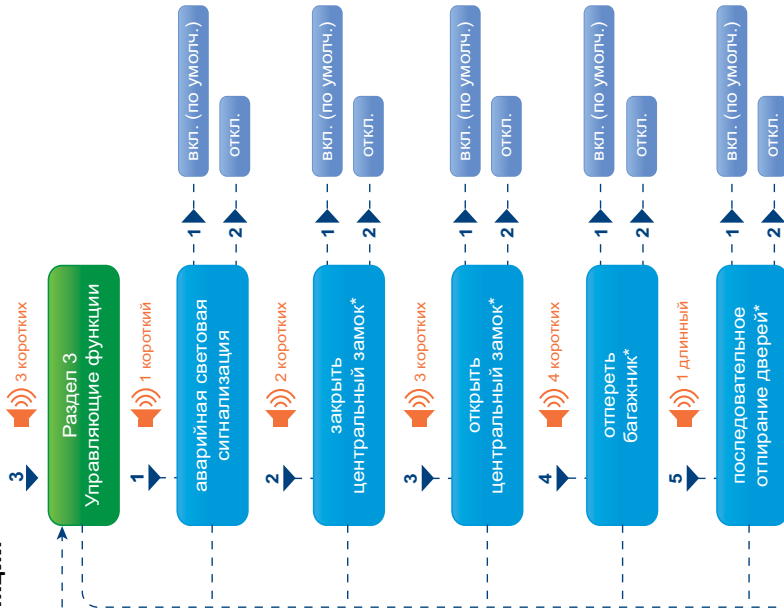 3
3 коротких
Раздел 3
Управляющие функции
1
1 короткий
аварийная световая
сигнализация
1
вкл. (по умолч.)
2
откл.
2
2 коротких
закрыть
центральный замок*
1
вкл. (по умолч.)
2
откл.
3
3 коротких
открыть
центральный замок*
1
вкл. (по умолч.)
2
откл.
4
4 коротких
отпереть
багажник*
1
вкл. (по умолч.)
2
откл.
5
1 длинный
последовательное
отпирание дверей*
1
вкл. (по умолч.)
2
откл.